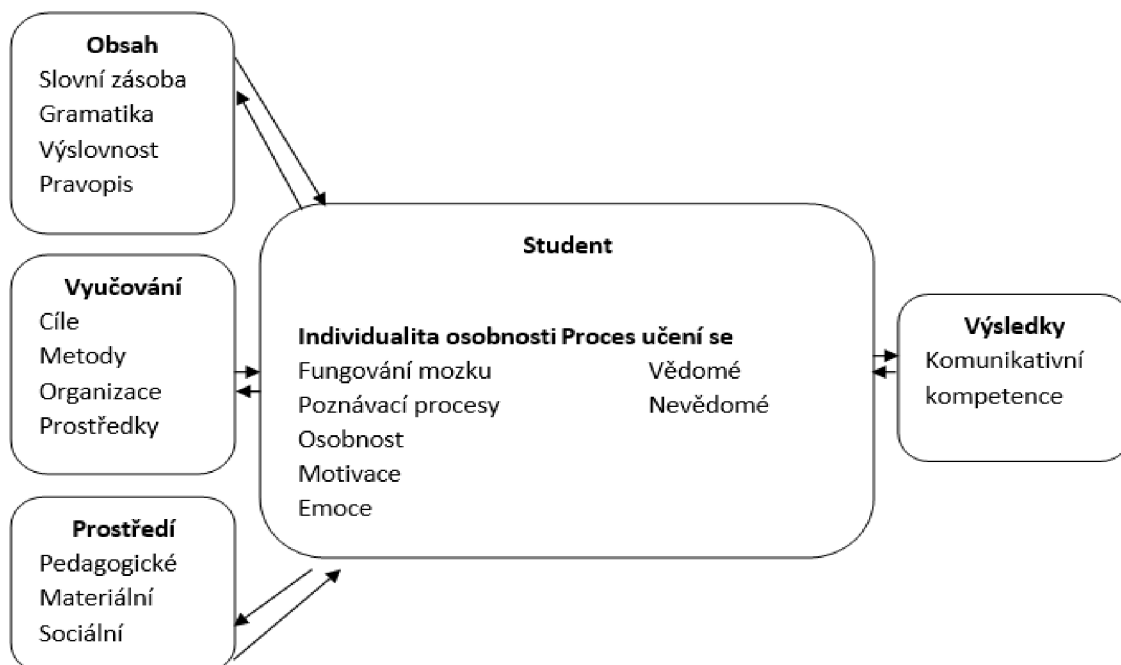 Obsah
Slovní zásoba
Gramatika
Výslovnost
Pravopis
Vyučování
Cíle
Metody
Organizace
Prostředky
Prostředí
Pedagogické
Materiální
Sociální
Student
Individualita osobnosti Proces učení se
Fungování mozku Vědomé
Poznávací procesy Nevědomé
Osobnost
Motivace
Emoce
Výsledky
Komunikativní
kompetence